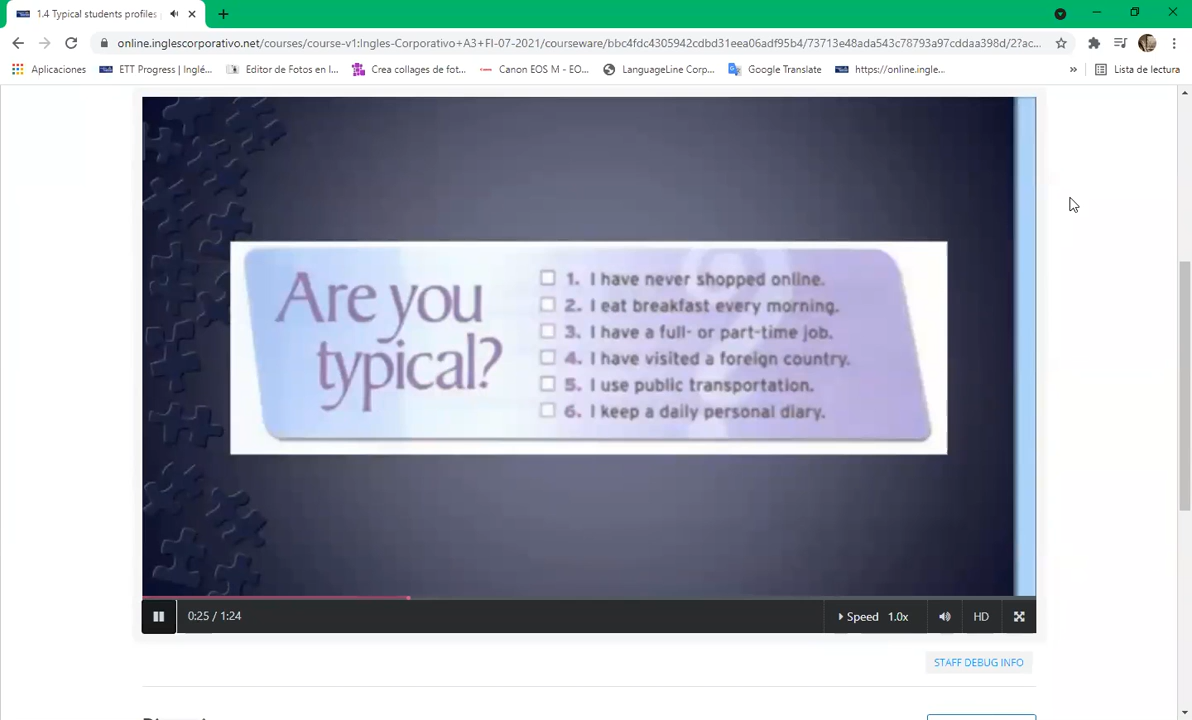 1.4 Typical students profiles
online.inglescorporativo.net/courses/course-v1:Ingles-Corporativo+A3+FI-07-2021/courseware/bbc4fdc4305942cdbd31eea06adf95b4/73713e48ada543c78793a97cddaa398d/2?ac...
Aplicaciones ETT Progress | Inglé... Editor de Fotos en l... Crea collages de fot... Canon EOS M - EO... LanguageLine Corp... Google Translate https://online.ingle... » Lista de lectura
Are you
typical?
1. I have never shopped online.
2. I eat breakfast every morning.
3. I have a full- or part-time job.
4. I have visited a foreign country.
5. I use public transportation.
6. I keep a daily personal diary.
0:25 / 1:24 Speed 1.0x HD
STAFF DEBUG INFO